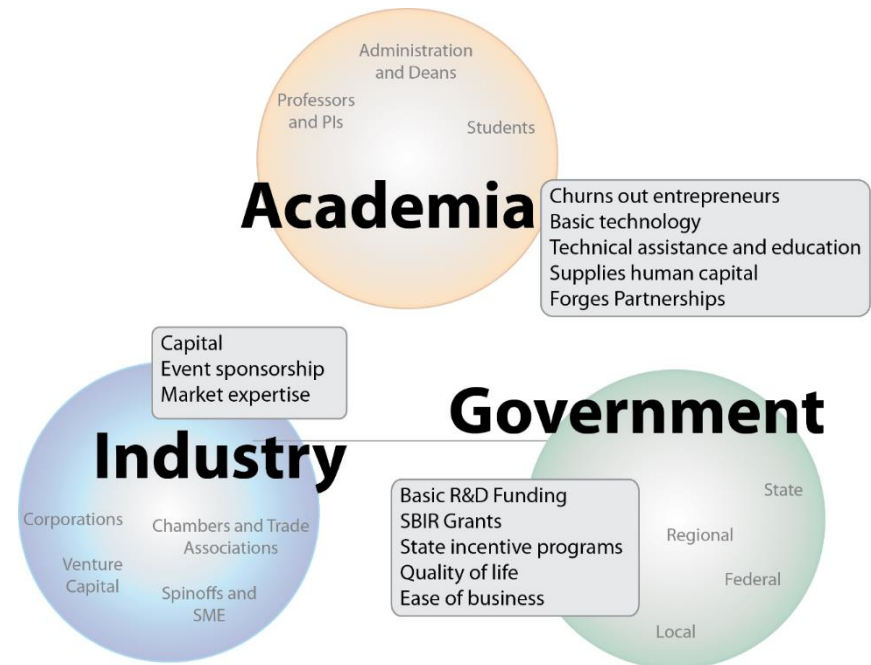 Administration
and Deans
Professors
and PIs
Students
Academia
Churns out entrepreneurs
Basic technology
Technical assistance and education
Supplies human capital
Forges Partnerships
Capital
Event sponsorship
Market expertise
Industry
Corporations
Chambers and Trade
Associations
Venture
Capital
Spinoffs and
SME
Government
Basic R&D Funding
SBIR Grants
State incentive programs
Quality of life
Ease of business
State
Regional
Federal
Local